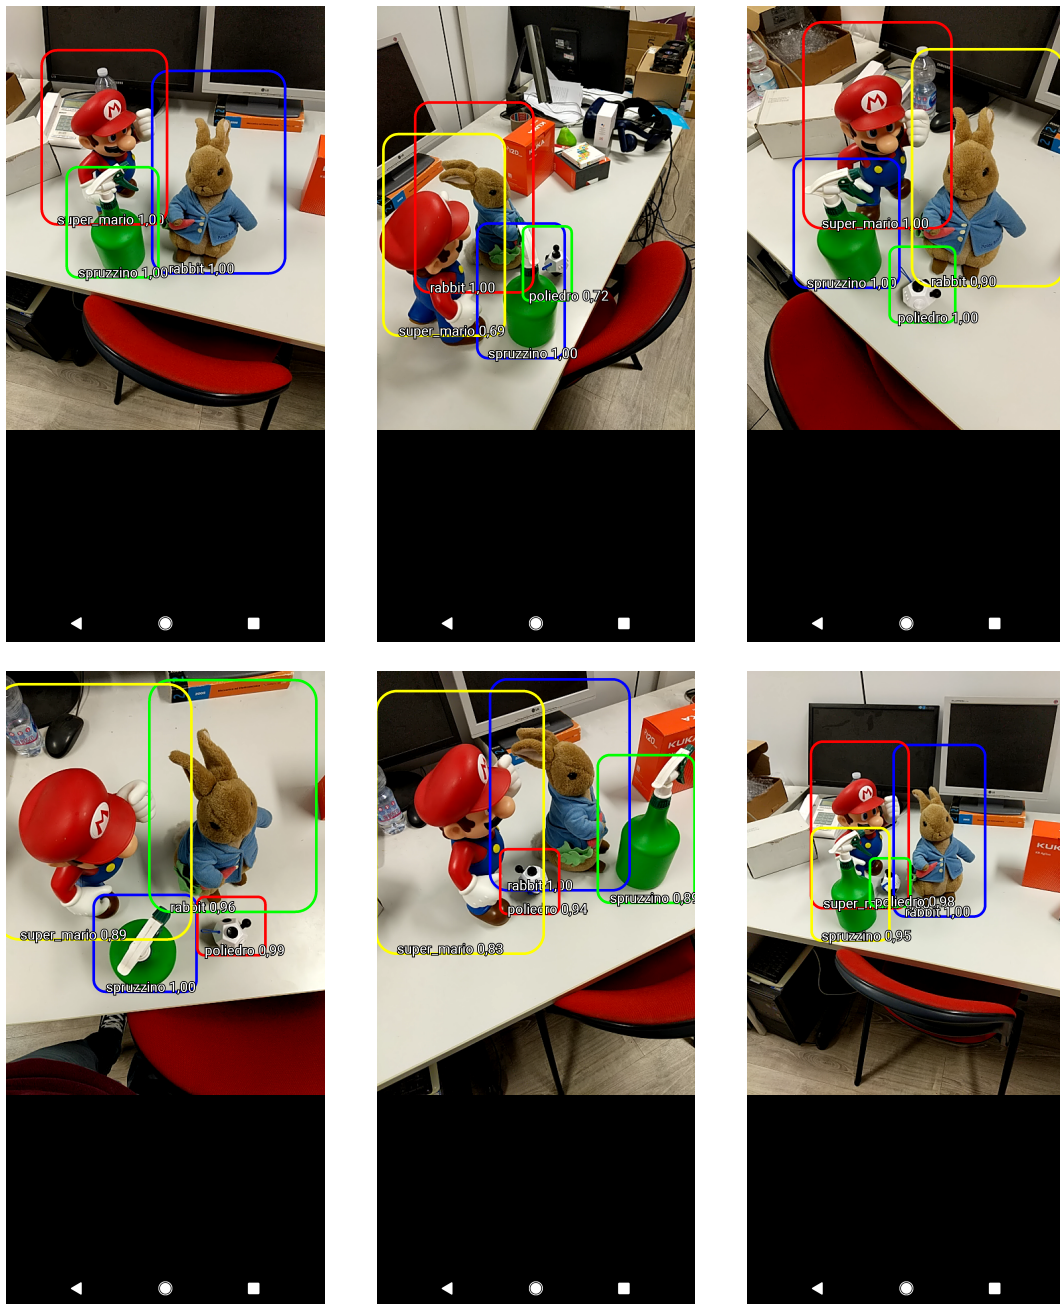 M
super_mario 1,00
spruzzino 1,00
rabbit 1,00
KUKA
rabbit 1,00
poliedro 0,72
super_mario 0,69
spruzzino 1,00
M
super_mario 1,00
spruzzino 1,00
rabbit 0,90
poliedro 1,00
M
rabbit 0,96
super_mario 0,89
poliedro 0,99
spruzzino 1,00
KUKA
M
rabbit 1,00
spruzzino 0,89
poliedro 0,94
super_mario 0,83
M
KUK
poliedro 0,98
rabbit 1,00
spruzzino 0,95